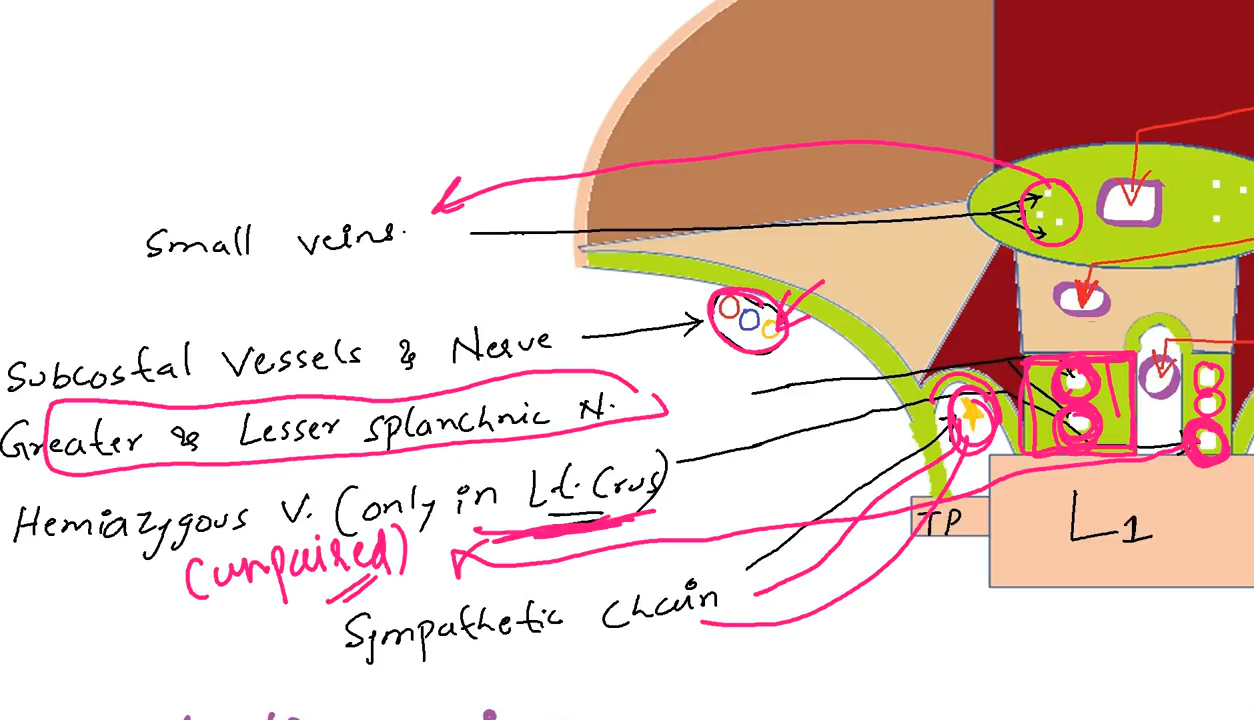 Small veins.
Subcostal Vessels & Nerve
Greater & Lesser splanchnic N.
Hemiazygous V. (only in Lt. Crus)
(unpaired)
Sympathetic chain
TP
L1